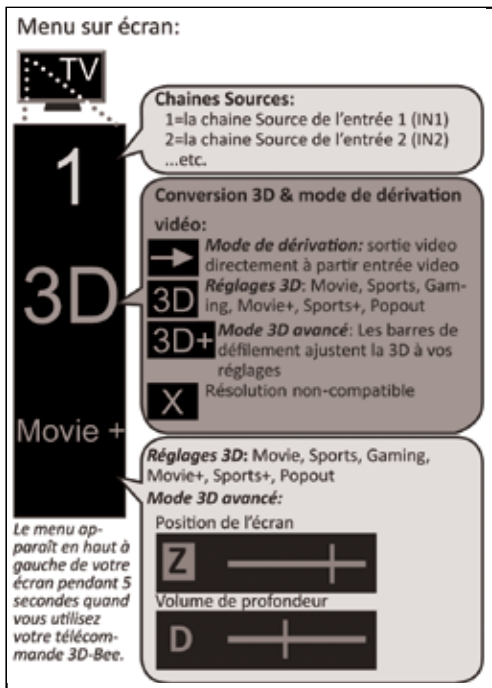 Menu sur écran:
TV
1
3D
Movie +
Le menu ap-
paraît en haut à
gauche de votre
écran pendant 5
secondes quand
vous utilisez
votre télécom-
mande 3D-Bee.
Chaines Sources:
1=la chaine Source de l'entrée 1 (IN1)
2=la chaine Source de l'entrée 2 (IN2)
...etc.
Conversion 3D & mode de dérivation
vidéo:
Mode de dérivation: sortie video
directement à partir entrée video
3D
Réglages 3D: Movie, Sports, Gam-
ing, Movie+, Sports+, Popout
3D+
Mode 3D avancé: Les barres de
défilement ajustent la 3D à vos
réglages
X
Résolution non-compatible
Réglages 3D: Movie, Sports, Gaming,
Movie+, Sports+, Popout
Mode 3D avancé:
Position de l'écran
Z
Volume de profondeur
D